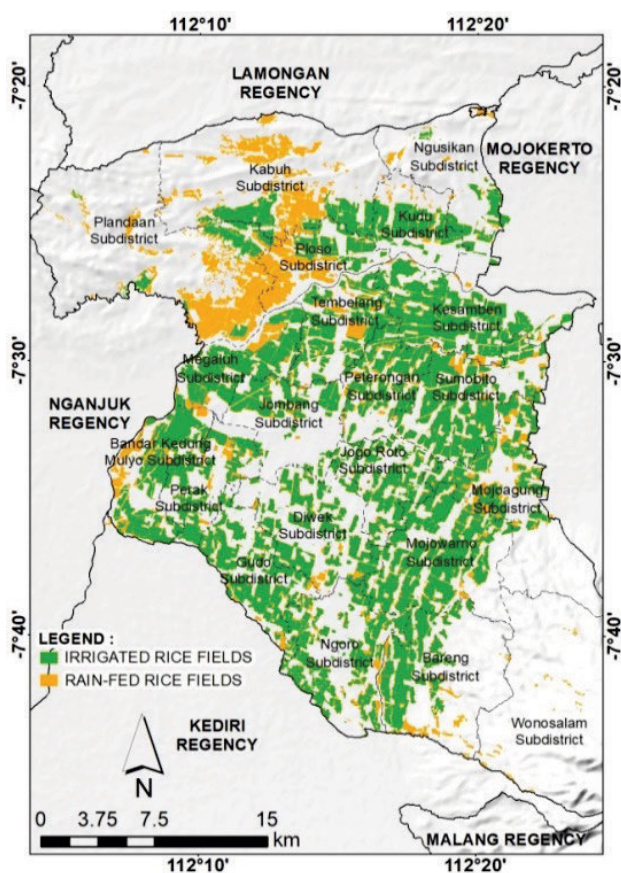 112°10'
112°20'
-7°20'
-7°20'
LAMONGAN
REGENCY
Ngusikan
Subdistrict
MOJOKERTO
REGENCY
Kabuh
Subdistrict
Plandaan
Subdistrict
Kudu
Subdistrict
Ploso
Subdistrict
Tembelang
Subdistrict
Kesamben
Subdistrict
-7°30'
-7°30'
Megaluh
Subdistrict
Peterongan
Subdistrict
Sumobito
Subdistrict
NGANJUK
REGENCY
Jombang
Subdistrict
Bandar Kedung
Mulyo Subdistrict
Jogo Roto
Subdistrict
Perak
Subdistrict
Mojoagung
Subdistrict
Diwek
Subdistrict
Mojowarno
Subdistrict
Gudo
Subdistrict
-7°40'
-7°40'
LEGEND :
IRRIGATED RICE FIELDS
RAIN-FED RICE FIELDS
Ngoro
Subdistrict
Bareng
Subdistrict
KEDIRI
REGENCY
Wonosalam
Subdistrict
N
0 3.75 7.5 15
km
MALANG REGENCY
112°10'
112°20'